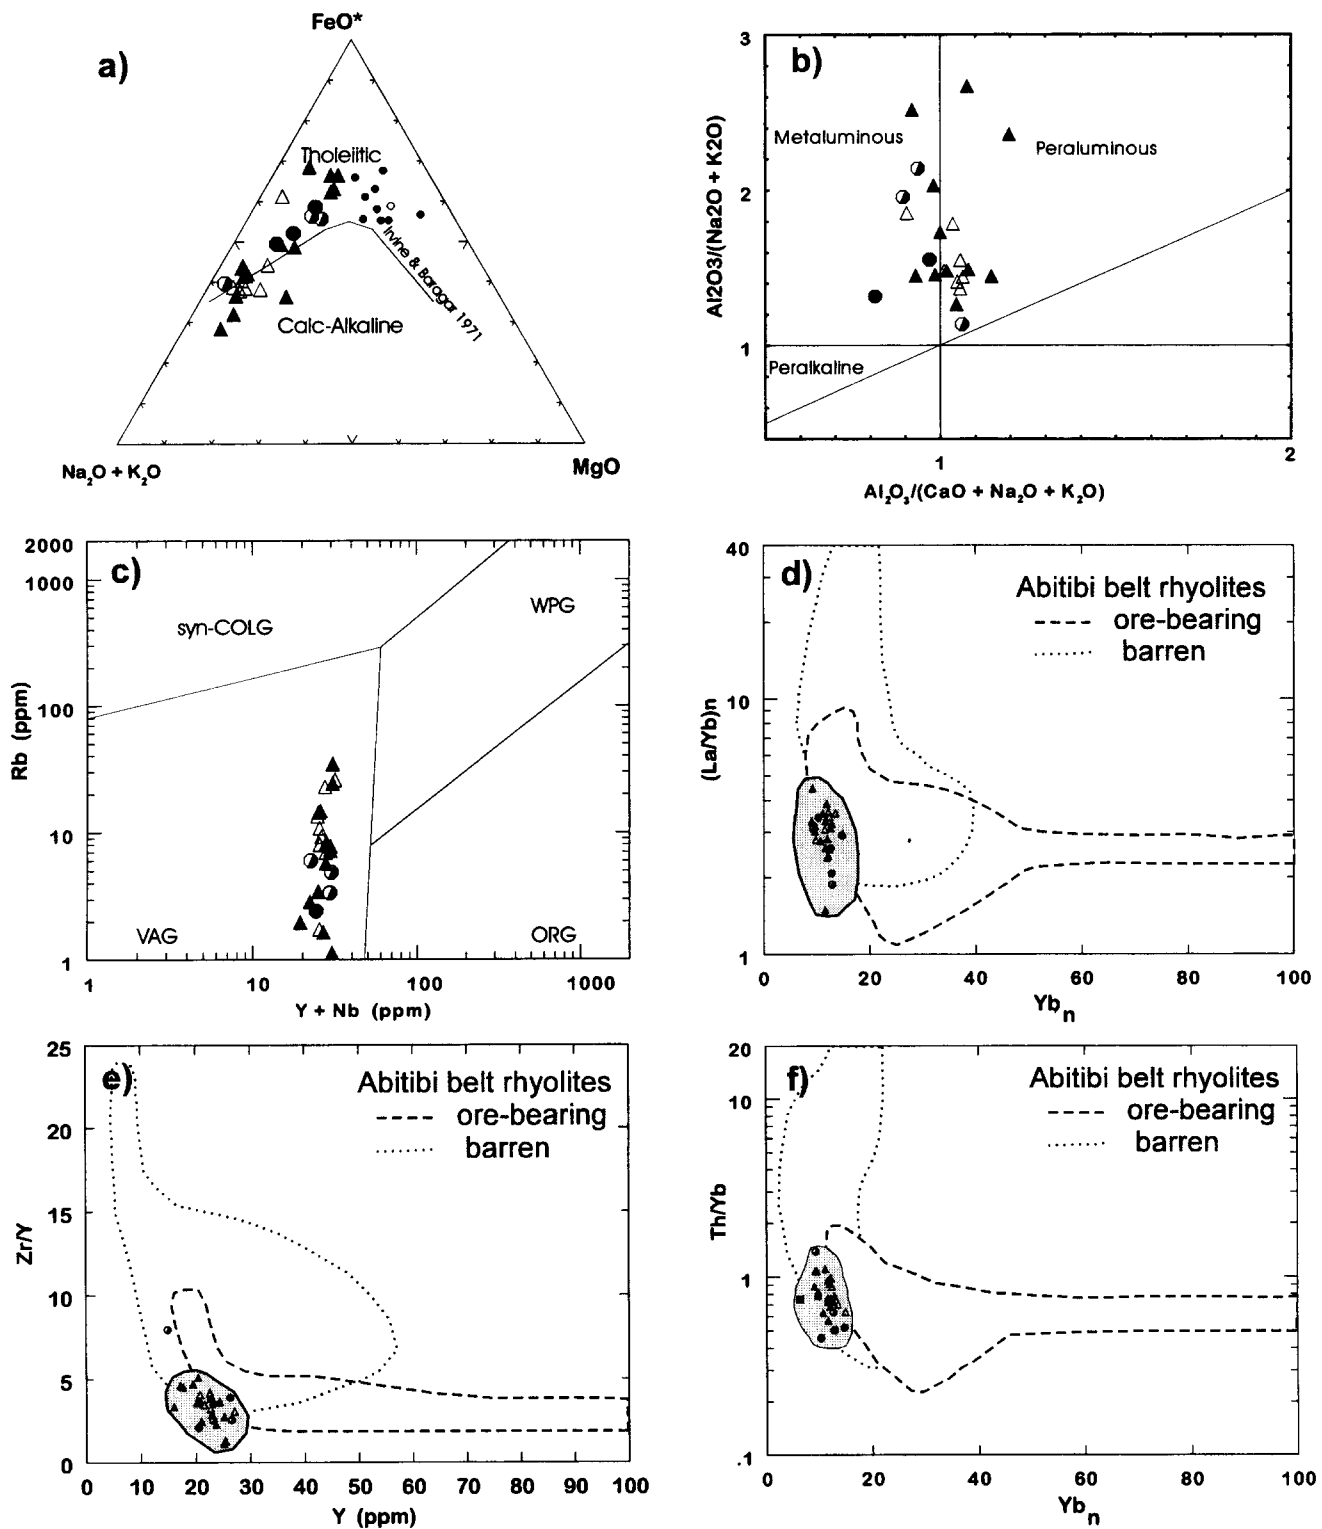 FeO*
a)
Tholeiitic
Irvine & Baragar 1971
Calc-Alkaline
Na₂O + K₂O
MgO
b)
3
2
1
Al2O3/(Na2O + K2O)
Metaluminous
Peraluminous
Peralkaline
1
2
Al₂O₃/(CaO + Na₂O + K₂O)
c)
2000
1000
100
10
1
Rb (ppm)
syn-COLG
WPG
VAG
ORG
1
10
100
1000
Y + Nb (ppm)
d)
40
10
1
(La/Yb)n
Abitibi belt rhyolites
ore-bearing
barren
0
20
40
60
80
100
Ybn
e)
25
20
15
10
5
0
Zr/Y
Abitibi belt rhyolites
ore-bearing
barren
0
10
20
30
40
50
60
70
80
90
100
Y (ppm)
f)
20
10
1
.1
Th/Yb
Abitibi belt rhyolites
ore-bearing
barren
0
20
40
60
80
100
Ybn